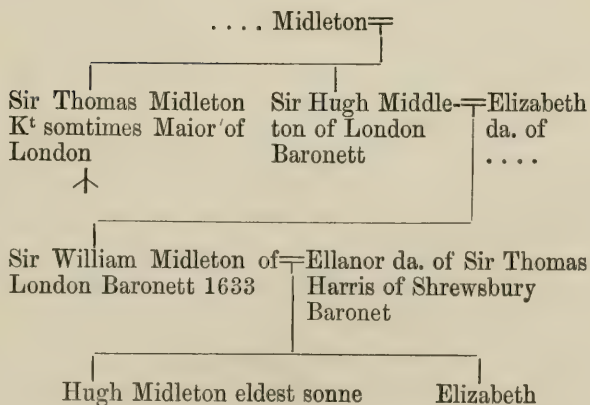 .... Midleton
Sir Thomas Midleton
Kt somtimes Maior of
London
Sir Hugh Middle-
ton of London
Baronett
Elizabeth
da. of
....
Sir William Midleton of
London Baronett 1633
Ellanor da. of Sir Thomas
Harris of Shrewsbury
Baronet
Hugh Midleton eldest sonne
Elizabeth